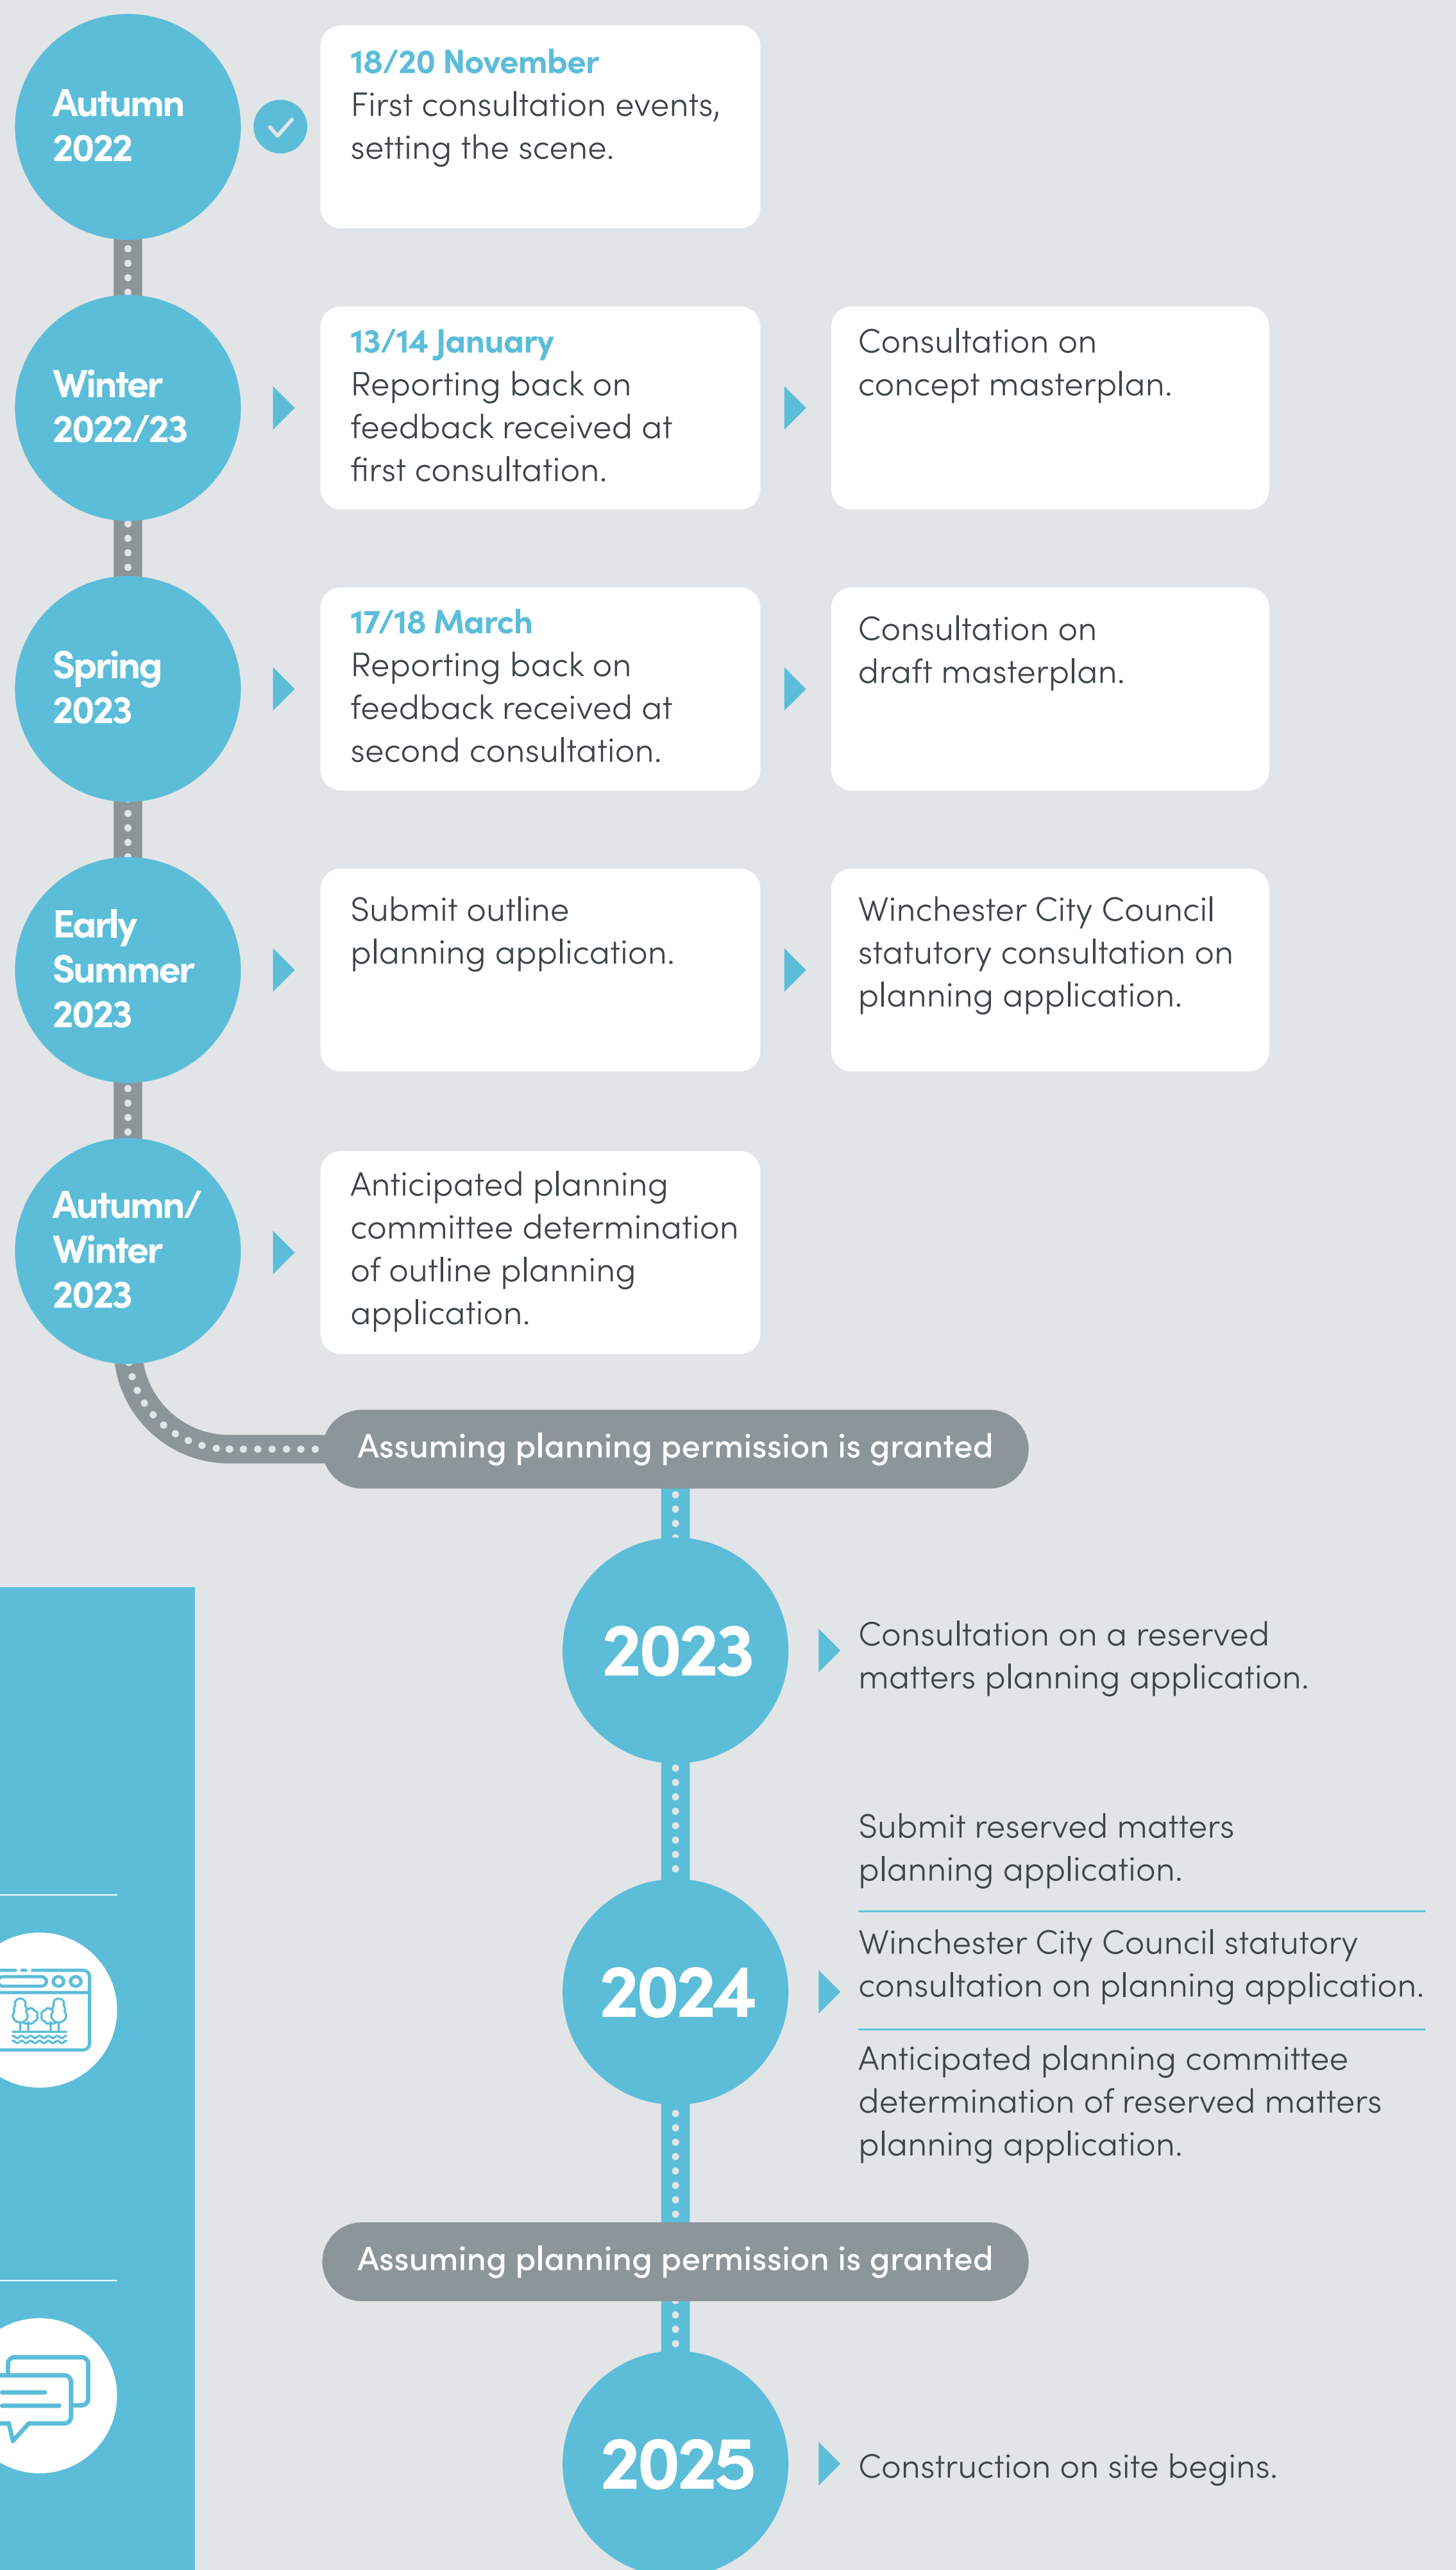 Autumn
2022
18/20 November
First consultation events,
setting the scene.
Winter
2022/23
13/14 January
Reporting back on
feedback received at
first consultation.
Consultation on
concept masterplan.
Spring
2023
17/18 March
Reporting back on
feedback received at
second consultation.
Consultation on
draft masterplan.
Early
Summer
2023
Submit outline
planning application.
Winchester City Council
statutory consultation on
planning application.
Autumn/
Winter
2023
Anticipated planning
committee determination
of outline planning
application.
Assuming planning permission is granted
2023
Consultation on a reserved
matters planning application.
2024
Submit reserved matters
planning application.
Winchester City Council statutory
consultation on planning application.
Anticipated planning committee
determination of reserved matters
planning application.
Assuming planning permission is granted
2025
Construction on site begins.